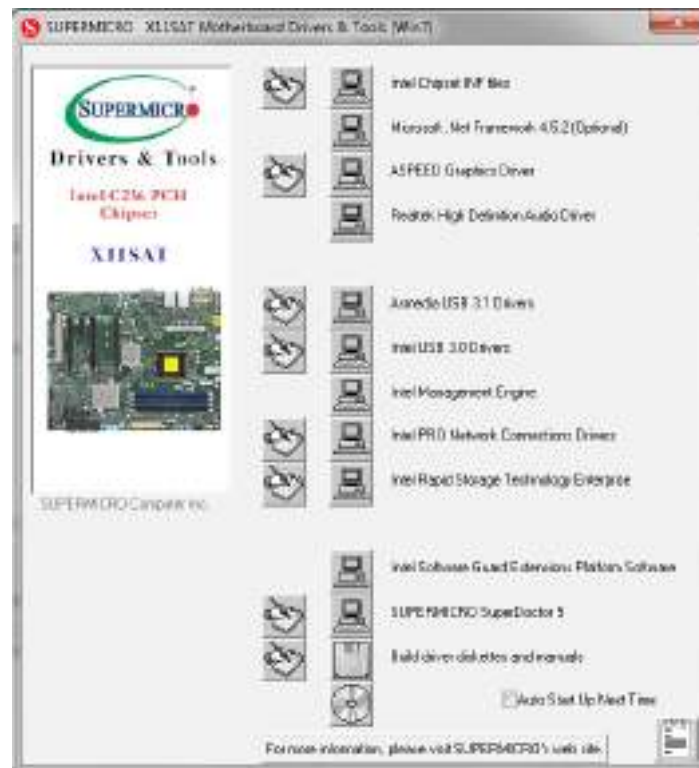 SUPERMICRO X11SAT Motherboard Drivers & Tools (Win7)
SUPERMICRO
Drivers & Tools
Intel C236 PCH
Chipset
X11SAT
SUPERMICRO Computer Inc.
Intel Chipset INF files
Microsoft .Net Framework 4.5.2 (Optional)
ASPEED Graphics Driver
Realtek High Definition Audio Driver
Asmedia USB 3.1 Drivers
Intel USB 3.0 Drivers
Intel Management Engine
Intel PRO Network Connections Drivers
Intel Rapid Storage Technology Enterprise
Intel Software Guard Extensions Platform Software
SUPERMICRO SuperDoctor 5
Build driver diskettes and manuals
Auto Start Up Next Time
For more information, please visit SUPERMICRO's web site.